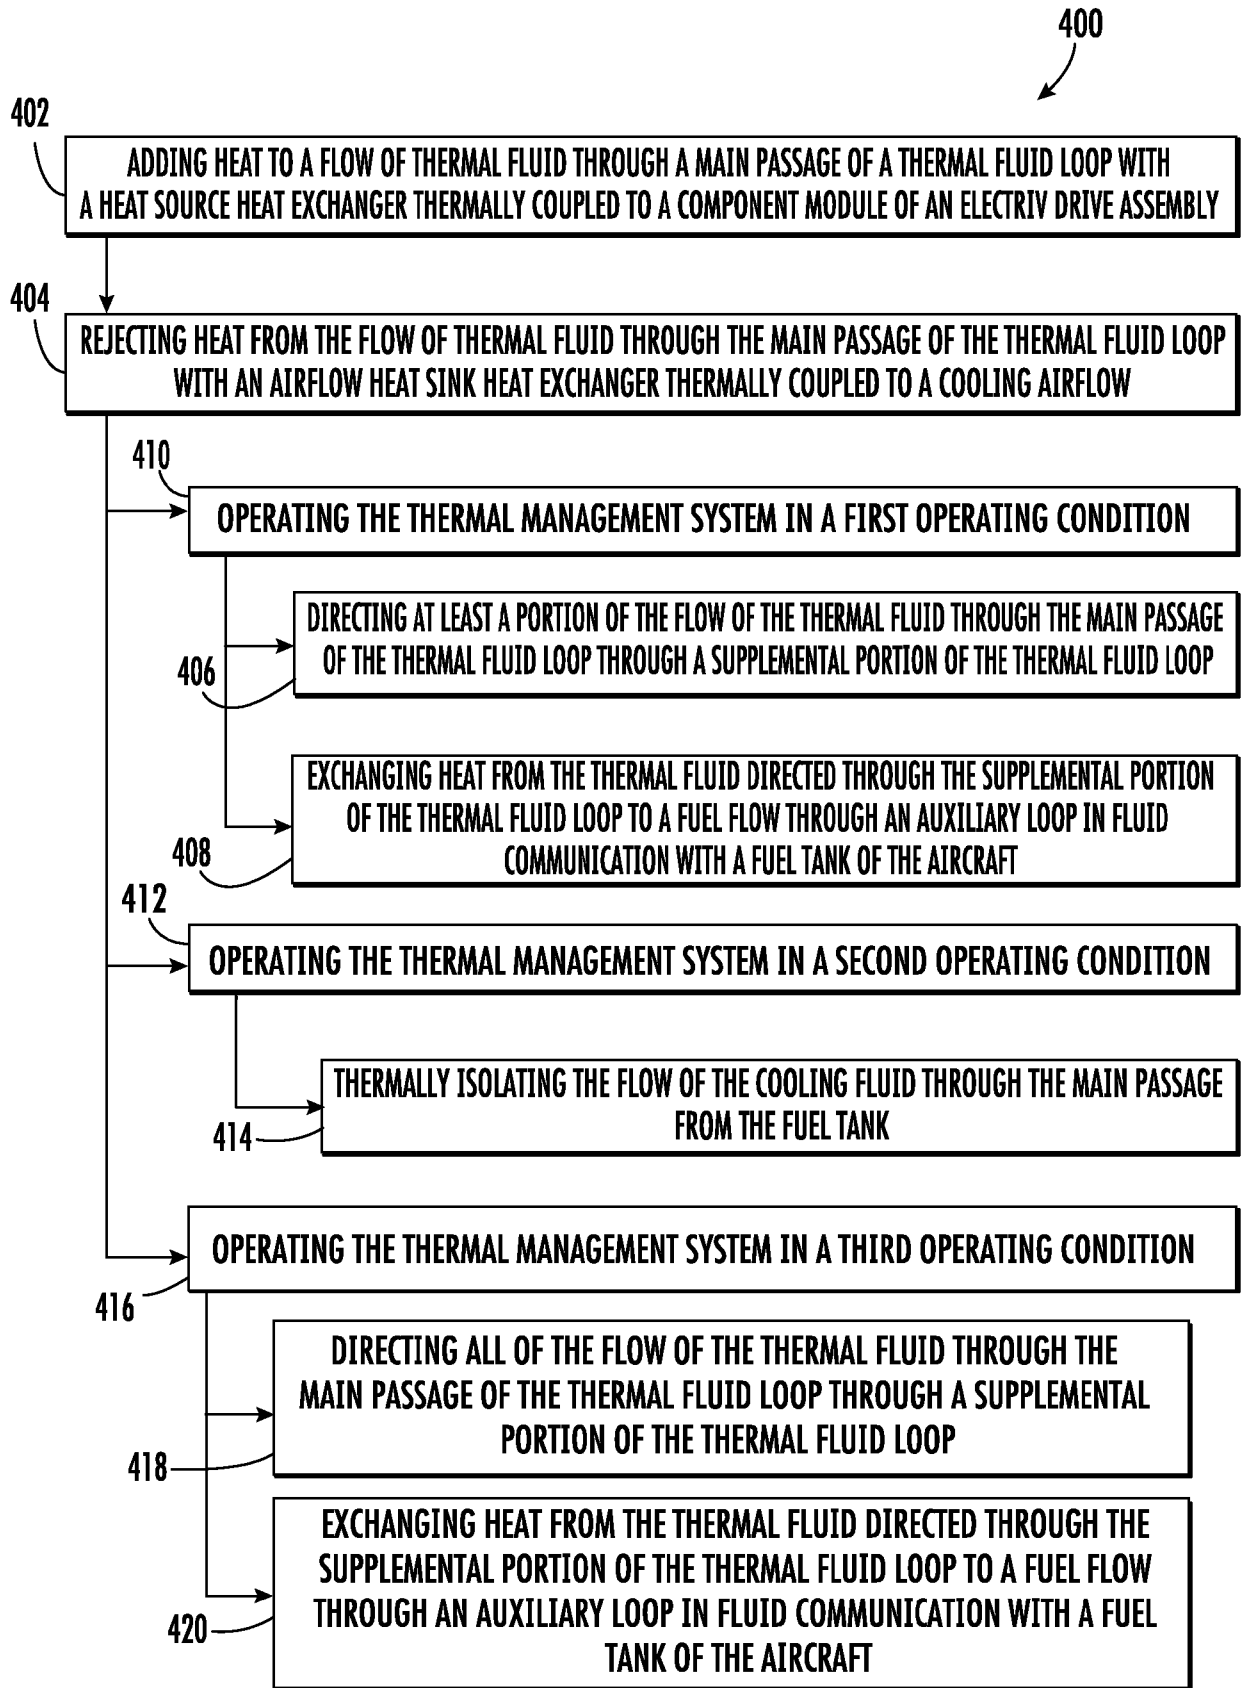 400
402
ADDING HEAT TO A FLOW OF THERMAL FLUID THROUGH A MAIN PASSAGE OF A THERMAL FLUID LOOP WITH
A HEAT SOURCE HEAT EXCHANGER THERMALLY COUPLED TO A COMPONENT MODULE OF AN ELECTRIV DRIVE ASSEMBLY
404
REJECTING HEAT FROM THE FLOW OF THERMAL FLUID THROUGH THE MAIN PASSAGE OF THE THERMAL FLUID LOOP
WITH AN AIRFLOW HEAT SINK HEAT EXCHANGER THERMALLY COUPLED TO A COOLING AIRFLOW
410
OPERATING THE THERMAL MANAGEMENT SYSTEM IN A FIRST OPERATING CONDITION
DIRECTING AT LEAST A PORTION OF THE FLOW OF THE THERMAL FLUID THROUGH THE MAIN PASSAGE
OF THE THERMAL FLUID LOOP THROUGH A SUPPLEMENTAL PORTION OF THE THERMAL FLUID LOOP
406
EXCHANGING HEAT FROM THE THERMAL FLUID DIRECTED THROUGH THE SUPPLEMENTAL PORTION
OF THE THERMAL FLUID LOOP TO A FUEL FLOW THROUGH AN AUXILIARY LOOP IN FLUID
COMMUNICATION WITH A FUEL TANK OF THE AIRCRAFT
408
412
OPERATING THE THERMAL MANAGEMENT SYSTEM IN A SECOND OPERATING CONDITION
THERMALLY ISOLATING THE FLOW OF THE COOLING FLUID THROUGH THE MAIN PASSAGE
FROM THE FUEL TANK
414
OPERATING THE THERMAL MANAGEMENT SYSTEM IN A THIRD OPERATING CONDITION
416
DIRECTING ALL OF THE FLOW OF THE THERMAL FLUID THROUGH THE
MAIN PASSAGE OF THE THERMAL FLUID LOOP THROUGH A SUPPLEMENTAL
PORTION OF THE THERMAL FLUID LOOP
418
EXCHANGING HEAT FROM THE THERMAL FLUID DIRECTED THROUGH THE
SUPPLEMENTAL PORTION OF THE THERMAL FLUID LOOP TO A FUEL FLOW
THROUGH AN AUXILIARY LOOP IN FLUID COMMUNICATION WITH A FUEL
TANK OF THE AIRCRAFT
420